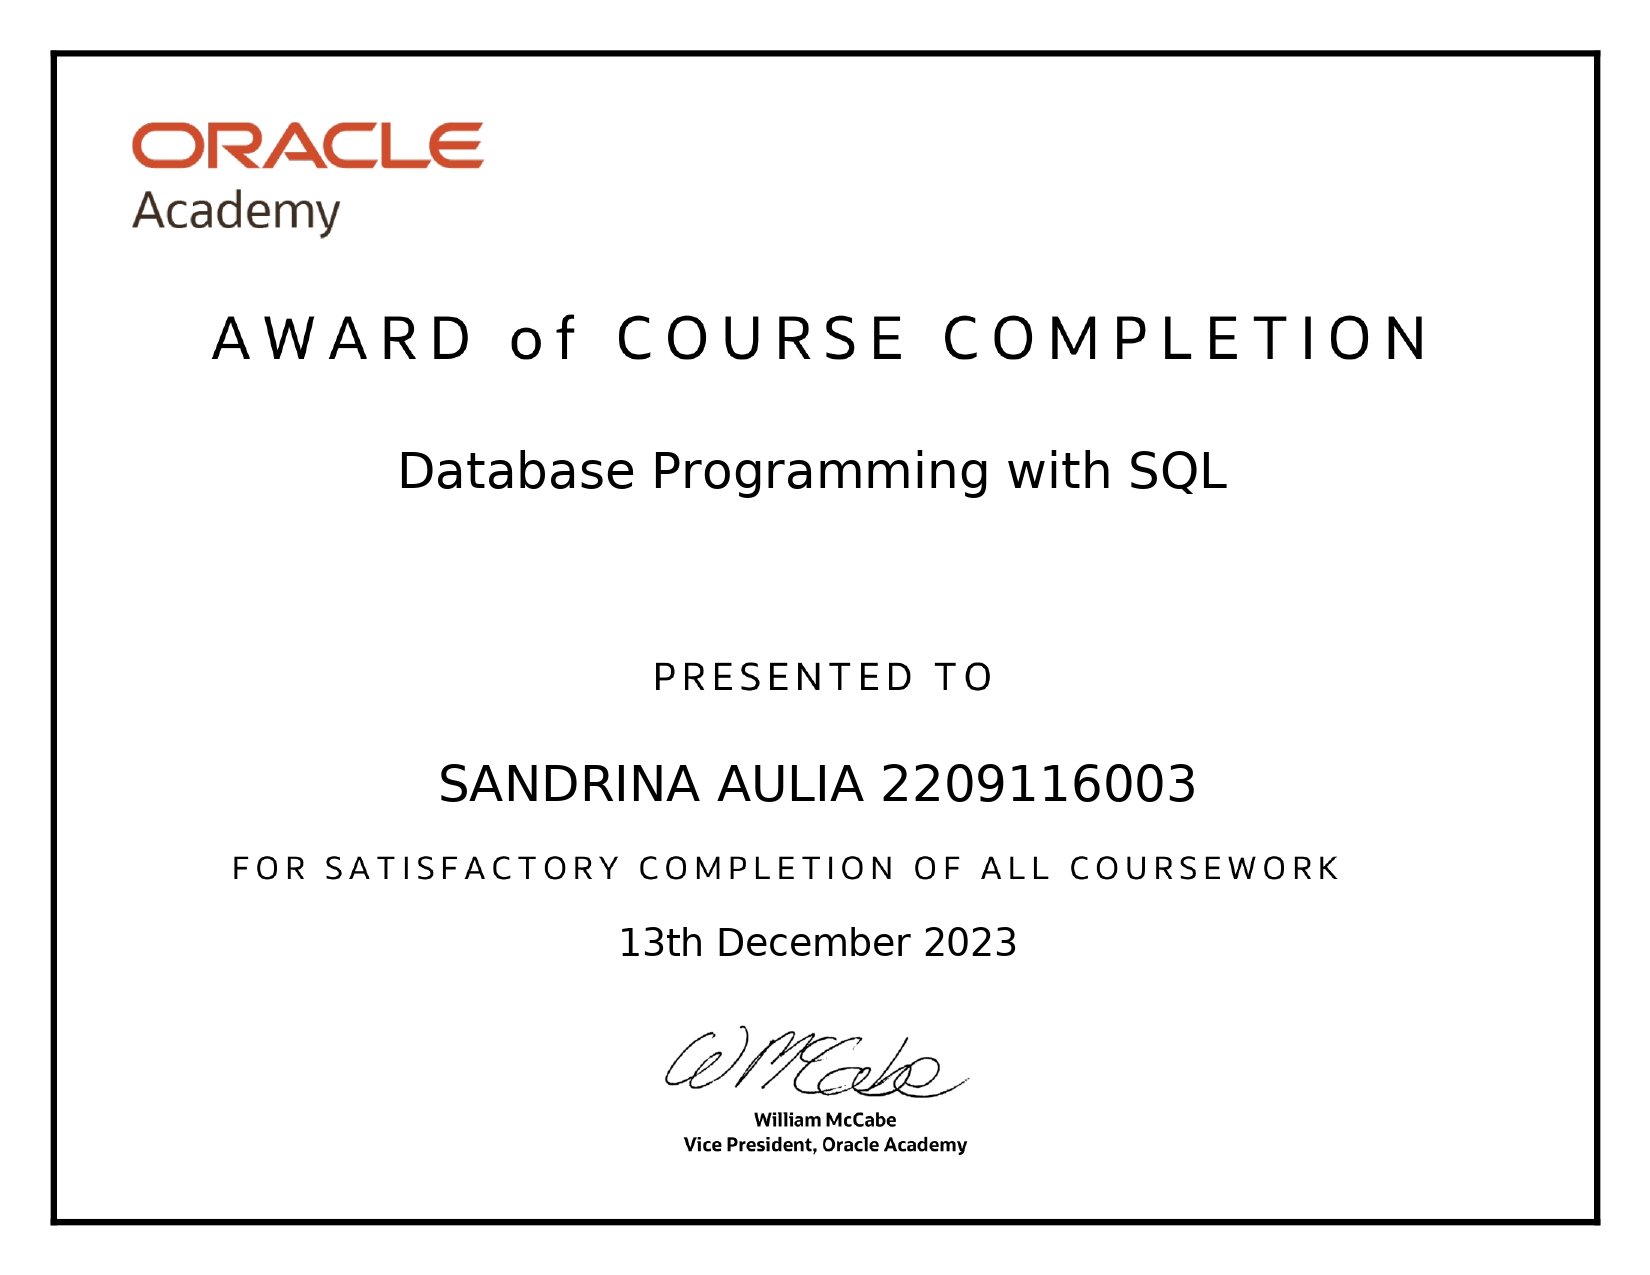 ORACLE
Academy
AWARD of COURSE COMPLETION
Database Programming with SQL
PRESENTED TO
SANDRINA AULIA 2209116003
FOR SATISFACTORY COMPLETION OF ALL COURSEWORK
13th December 2023
WMcCabe
William McCabe
Vice President, Oracle Academy